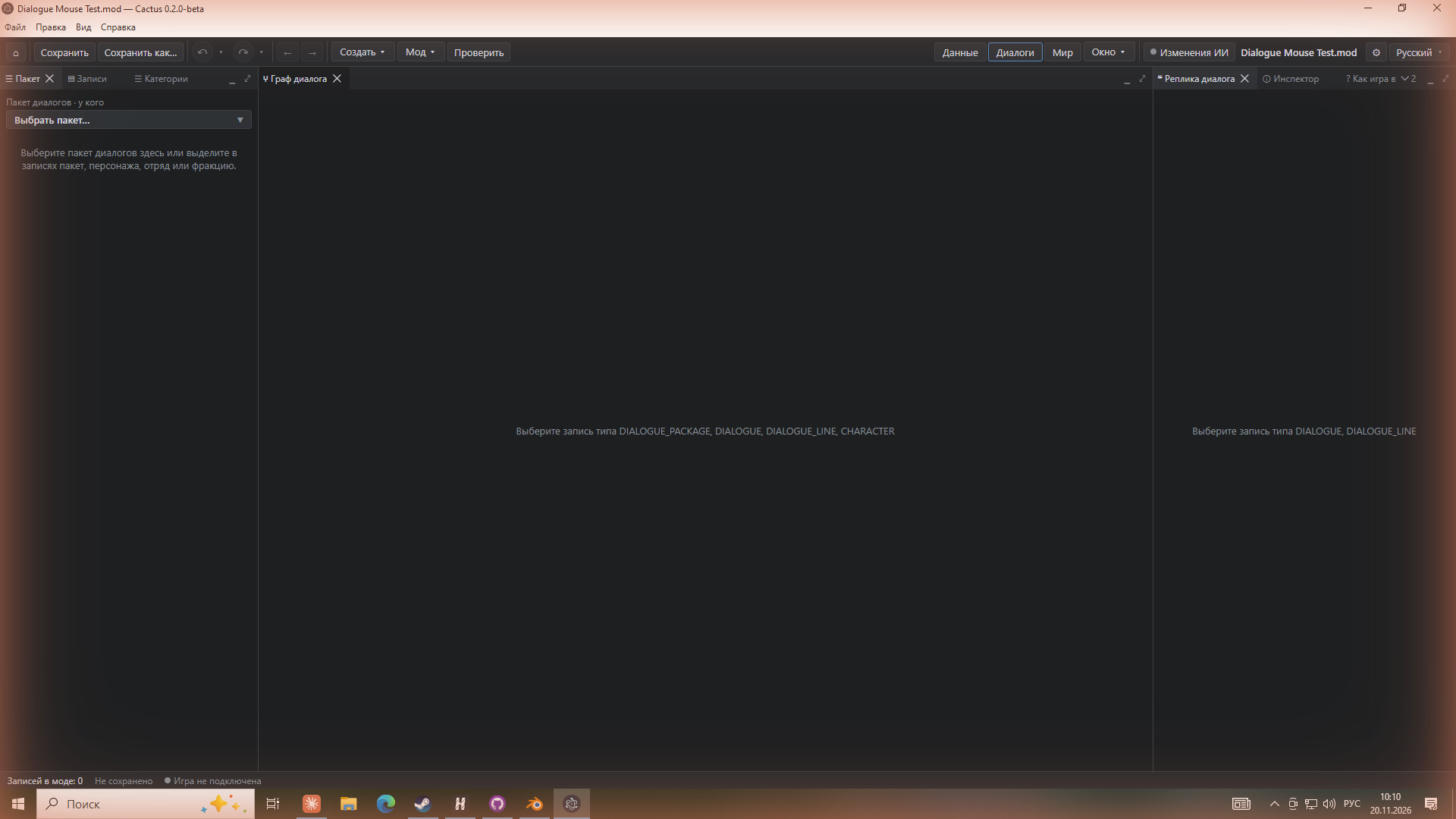 Dialogue Mouse Test.mod — Cactus 0.2.0-beta
Файл Правка Вид Справка
Сохранить Сохранить как... Создать Мод Проверить Данные Диалоги Мир Окно Изменения ИИ Dialogue Mouse Test.mod Русский
Пакет Записи Категории Граф диалога Реплика диалога Инспектор ? Как игра в 2
Пакет диалогов · у кого
Выбрать пакет...
Выберите пакет диалогов здесь или выделите в
записях пакет, персонажа, отряд или фракцию.
Выберите запись типа DIALOGUE_PACKAGE, DIALOGUE, DIALOGUE_LINE, CHARACTER
Выберите запись типа DIALOGUE, DIALOGUE_LINE
Записей в моде: 0 Не сохранено Игра не подключена
Поиск
РУС
10:10
20.11.2026